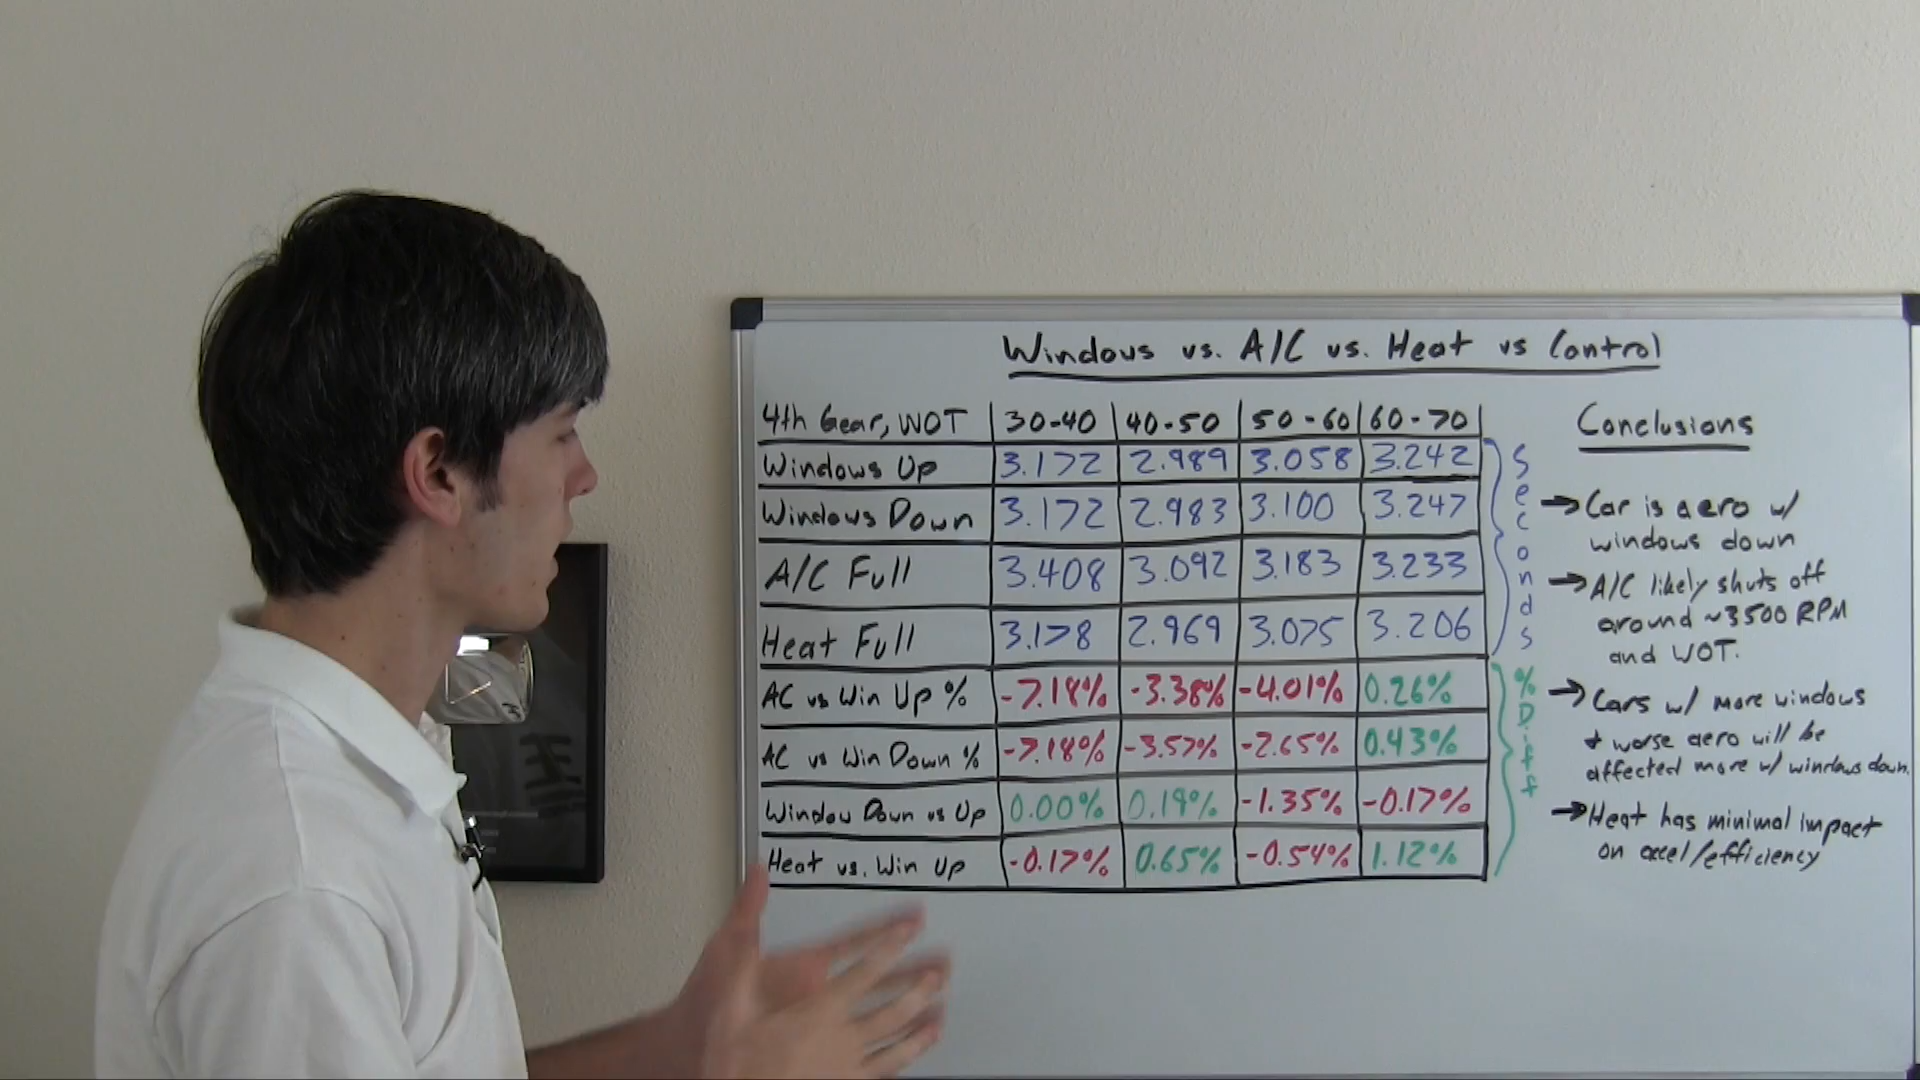 Windows vs. A/C vs. Heat vs Control
4th Gear, WOT 30-40 40-50 50-60 60-70
Windows Up 3.172 2.989 3.058 3.242
Windows Down 3.172 2.983 3.100 3.247
A/C Full 3.408 3.092 3.183 3.233
Heat Full 3.178 2.969 3.075 3.206
Seconds
AC vs Win Up % -7.18% -3.38% -4.01% 0.26%
AC vs Win Down % -7.18% -3.57% -2.65% 0.43%
Window Down vs Up 0.00% 0.19% -1.35% -0.17%
Heat vs. Win Up -0.17% 0.65% -0.54% 1.12%
% Diff
Conclusions
→ Car is aero w/
windows down
→ A/C likely shuts off
around ~3500 RPM
and WOT.
→ Cars w/ more windows
+ worse aero will be
affected more w/ windows down.
→ Heat has minimal impact
on accel/efficiency